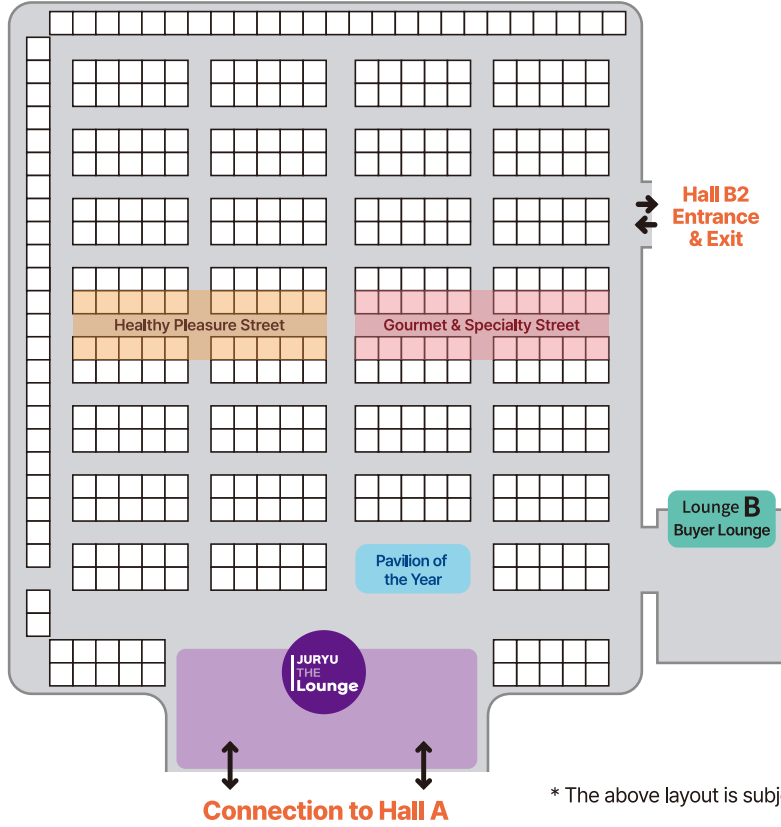 Hall B2
Entrance
& Exit
Healthy Pleasure Street
Gourmet & Specialty Street
Lounge B
Buyer Lounge
Pavilion of
the Year
JURYU
THE
Lounge
Connection to Hall A
* The above layout is